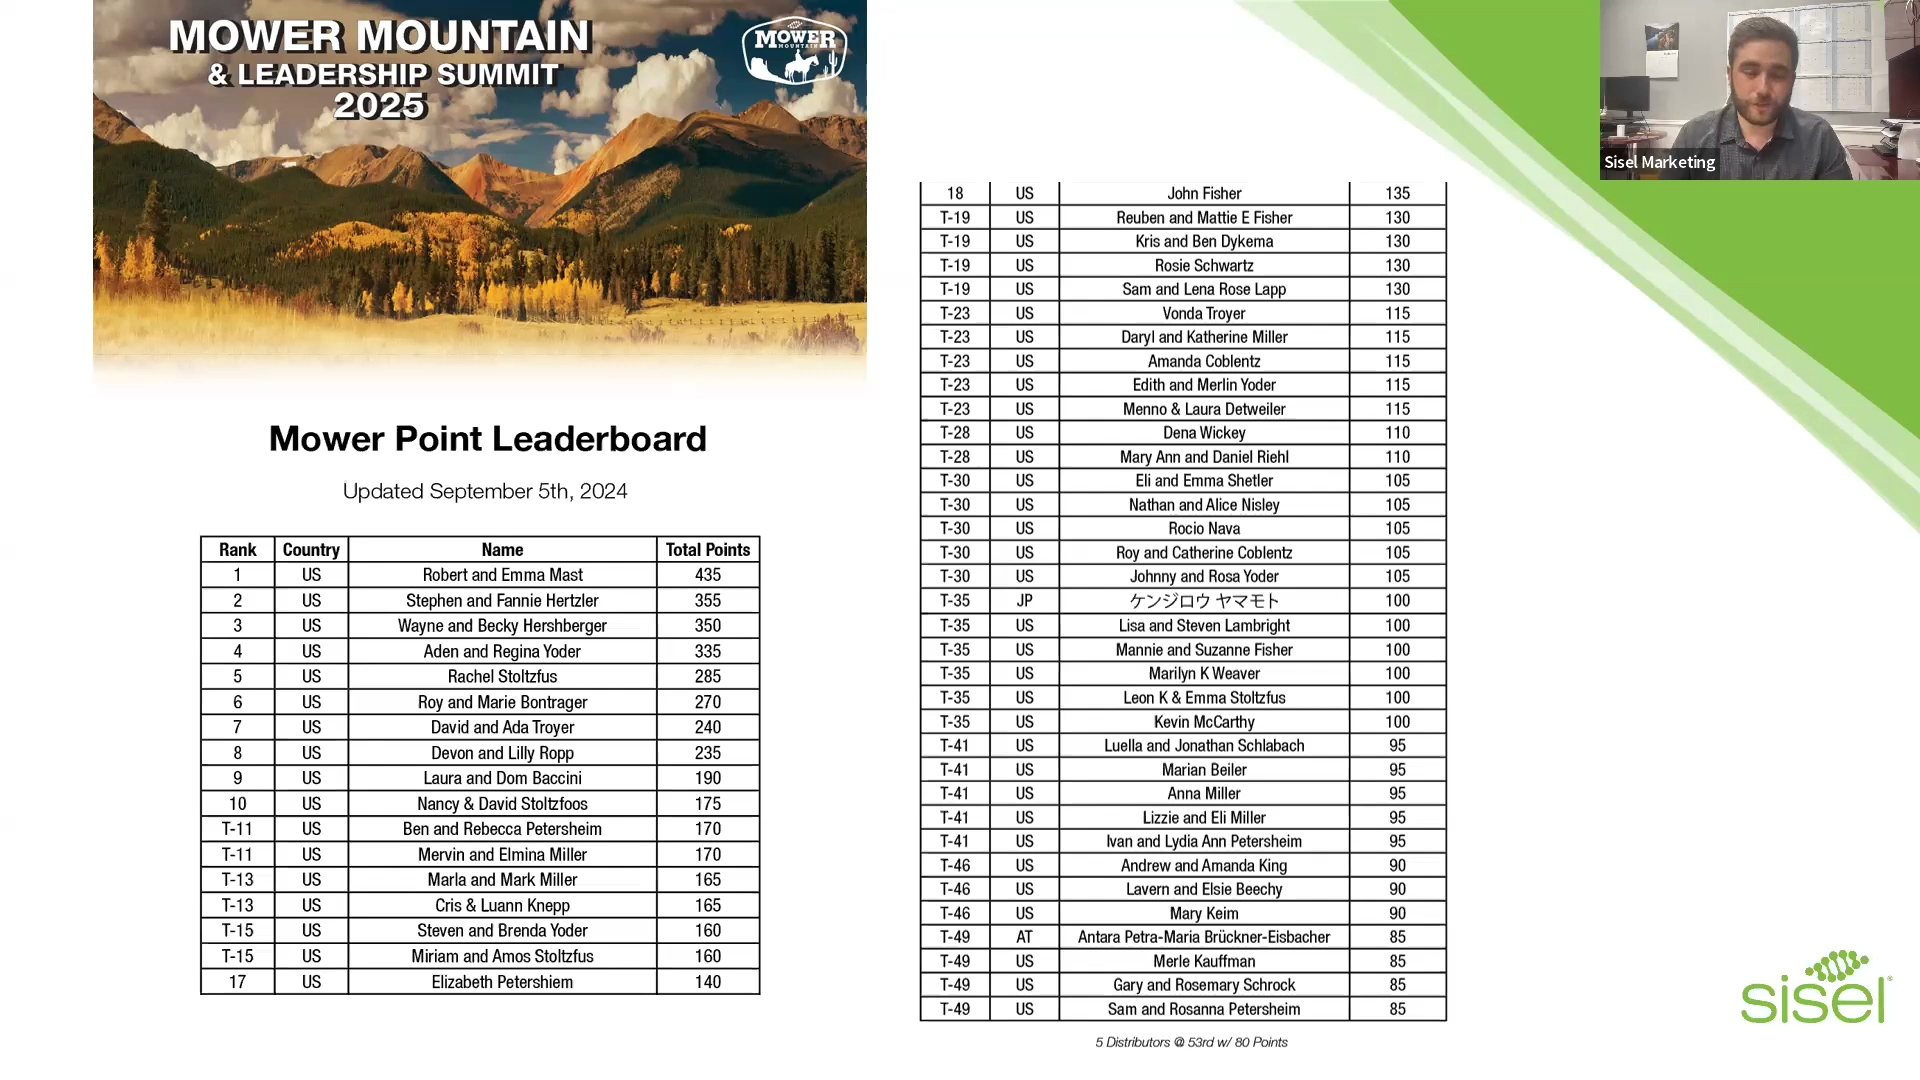 MOWER MOUNTAIN
& LEADERSHIP SUMMIT
2025
MOWER
MOUNTAIN
Mower Point Leaderboard
Updated September 5th, 2024
Rank Country Name Total Points
1 US Robert and Emma Mast 435
2 US Stephen and Fannie Hertzler 355
3 US Wayne and Becky Hershberger 350
4 US Aden and Regina Yoder 335
5 US Rachel Stoltzfus 285
6 US Roy and Marie Bontrager 270
7 US David and Ada Troyer 240
8 US Devon and Lilly Ropp 235
9 US Laura and Dom Baccini 190
10 US Nancy & David Stoltzfoos 175
T-11 US Ben and Rebecca Petersheim 170
T-11 US Mervin and Elmina Miller 170
T-13 US Marla and Mark Miller 165
T-13 US Cris & Luann Knepp 165
T-15 US Steven and Brenda Yoder 160
T-15 US Miriam and Amos Stoltzfus 160
17 US Elizabeth Petershiem 140
18 US John Fisher 135
T-19 US Reuben and Mattie E Fisher 130
T-19 US Kris and Ben Dykema 130
T-19 US Rosie Schwartz 130
T-19 US Sam and Lena Rose Lapp 130
T-23 US Vonda Troyer 115
T-23 US Daryl and Katherine Miller 115
T-23 US Amanda Coblentz 115
T-23 US Edith and Merlin Yoder 115
T-23 US Menno & Laura Detweiler 115
T-28 US Dena Wickey 110
T-28 US Mary Ann and Daniel Riehl 110
T-30 US Eli and Emma Shetler 105
T-30 US Nathan and Alice Nisley 105
T-30 US Rocio Nava 105
T-30 US Roy and Catherine Coblentz 105
T-30 US Johnny and Rosa Yoder 105
T-35 JP ケンジロウ ヤマモト 100
T-35 US Lisa and Steven Lambright 100
T-35 US Mannie and Suzanne Fisher 100
T-35 US Marilyn K Weaver 100
T-35 US Leon K & Emma Stoltzfus 100
T-35 US Kevin McCarthy 100
T-41 US Luella and Jonathan Schlabach 95
T-41 US Marian Beiler 95
T-41 US Anna Miller 95
T-41 US Lizzie and Eli Miller 95
T-41 US Ivan and Lydia Ann Petersheim 95
T-46 US Andrew and Amanda King 90
T-46 US Lavern and Elsie Beechy 90
T-46 US Mary Keim 90
T-49 AT Antara Petra-Maria Brückner-Eisbacher 85
T-49 US Merle Kauffman 85
T-49 US Gary and Rosemary Schrock 85
T-49 US Sam and Rosanna Petersheim 85
5 Distributors @ 53rd w/ 80 Points
Sisel Marketing
sisel®